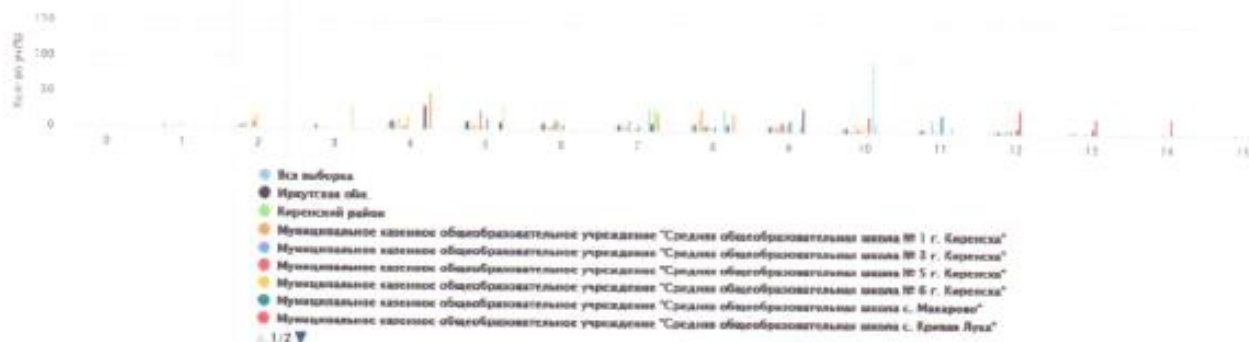 150
100
50
0
0 2 3 4 5 6 7 8 9 10 11 12 13 14 15
Вся выборка
Иркутская обл.
Киренский район
Муниципальное казенное общеобразовательное учреждение "Средняя общеобразовательная школа № 1 г. Киренска"
Муниципальное казенное общеобразовательное учреждение "Средняя общеобразовательная школа № 3 г. Киренска"
Муниципальное казенное общеобразовательное учреждение "Средняя общеобразовательная школа № 5 г. Киренска"
Муниципальное казенное общеобразовательное учреждение "Средняя общеобразовательная школа № 6 г. Киренска"
Муниципальное казенное общеобразовательное учреждение "Средняя общеобразовательная школа с. Макарово"
Муниципальное казенное общеобразовательное учреждение "Средняя общеобразовательная школа с. Кривая Лука"
1/2